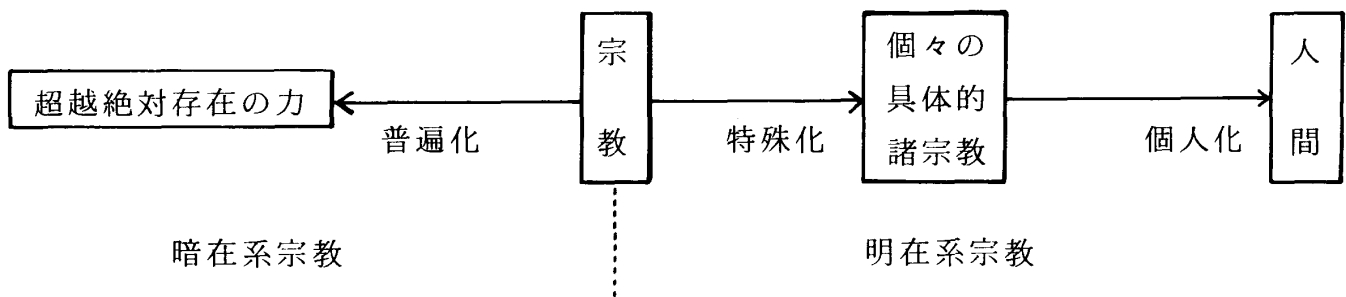 超越絶対存在の力
普遍化
宗教
特殊化
個々の
具体的
諸宗教
個人化
人間
暗在系宗教
明在系宗教